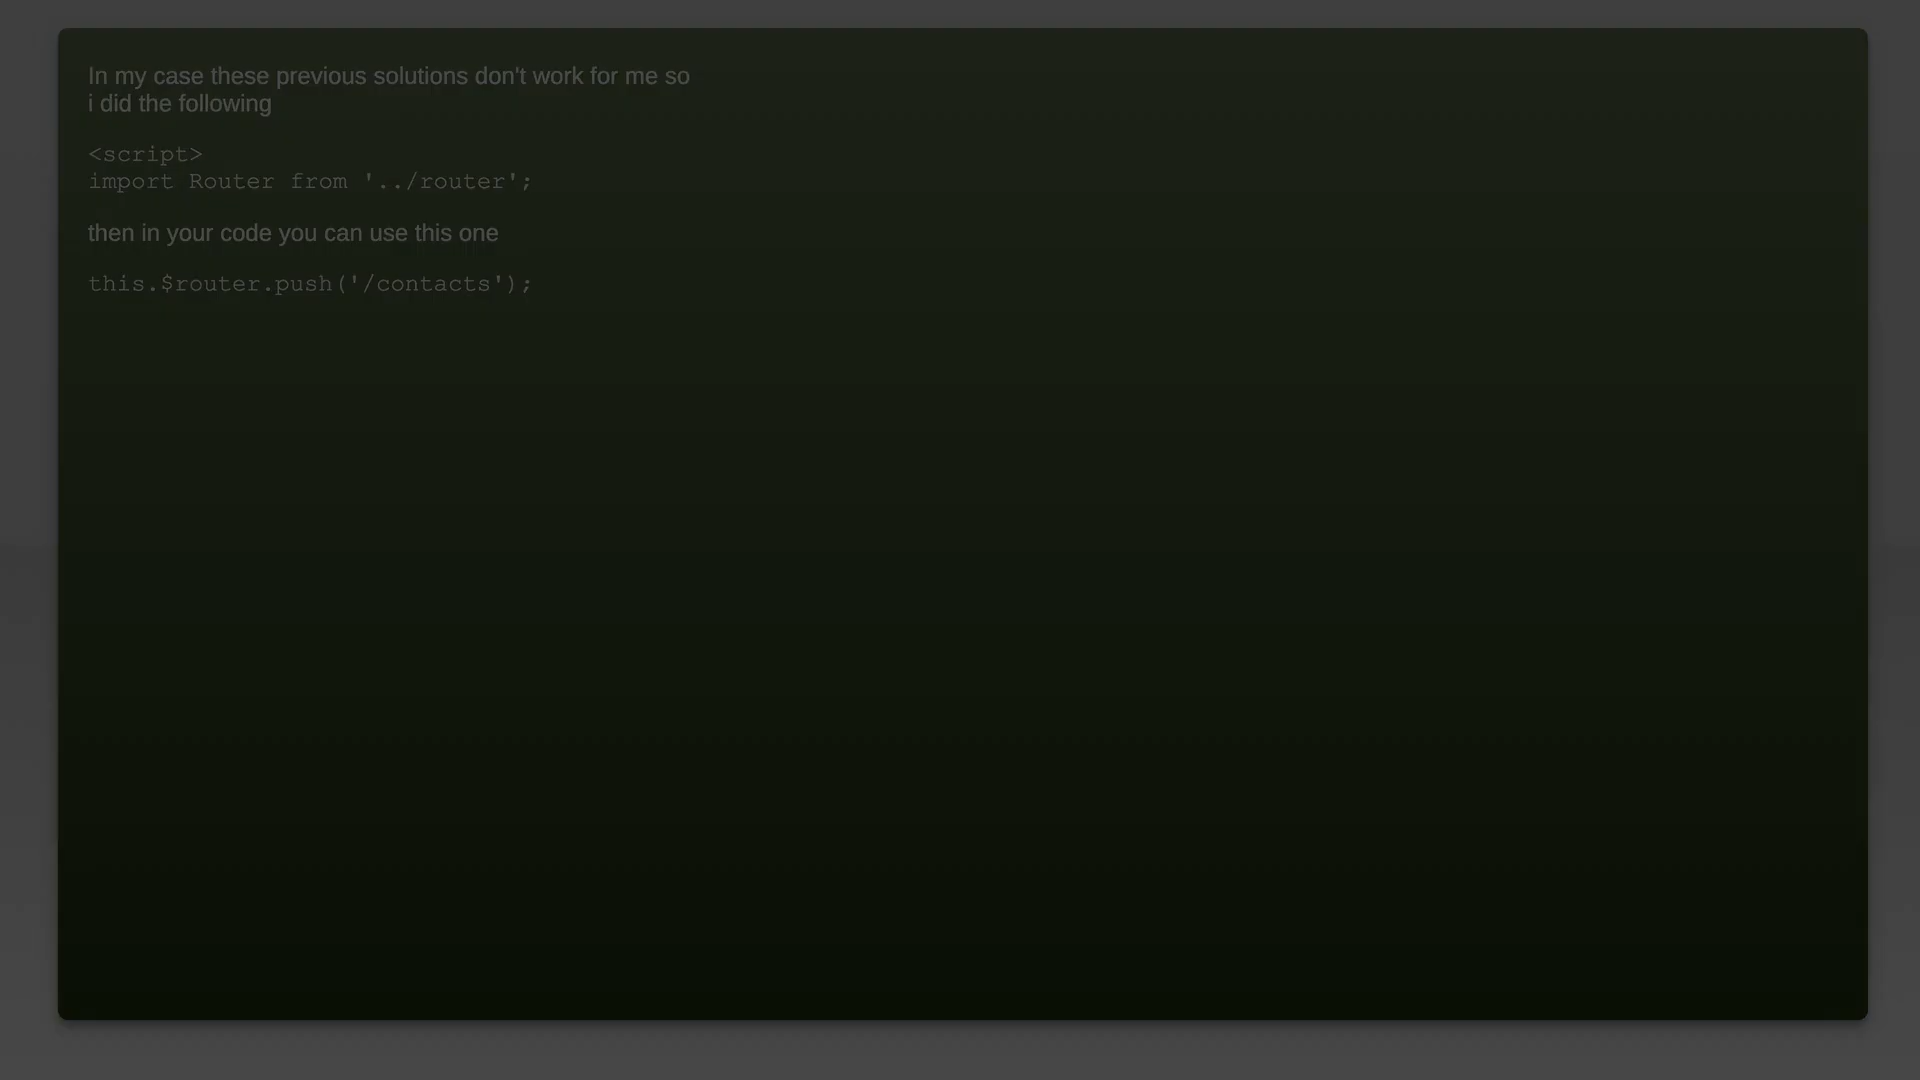 In my case these previous solutions don't work for me so
i did the following
<script>
import Router from '../router';
then in your code you can use this one
this.$router.push('/contacts');